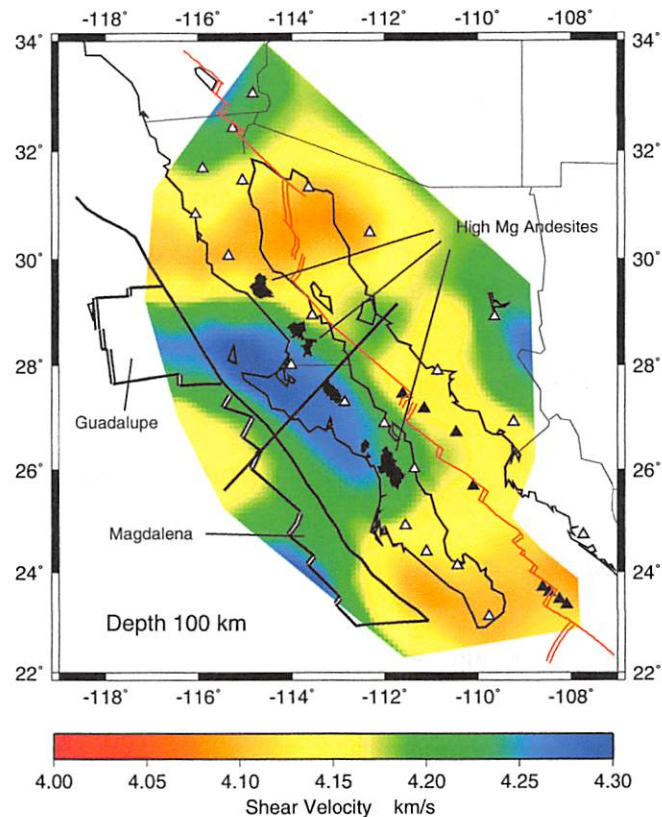 -118° -116° -114° -112° -110° -108°
34° 34°
32° 32°
High Mg Andesites
30° 30°
28° 28°
Guadalupe
26° 26°
Magdalena
24° 24°
Depth 100 km
22° 22°
-118° -116° -114° -112° -110° -108°
4.00 4.05 4.10 4.15 4.20 4.25 4.30
Shear Velocity km/s